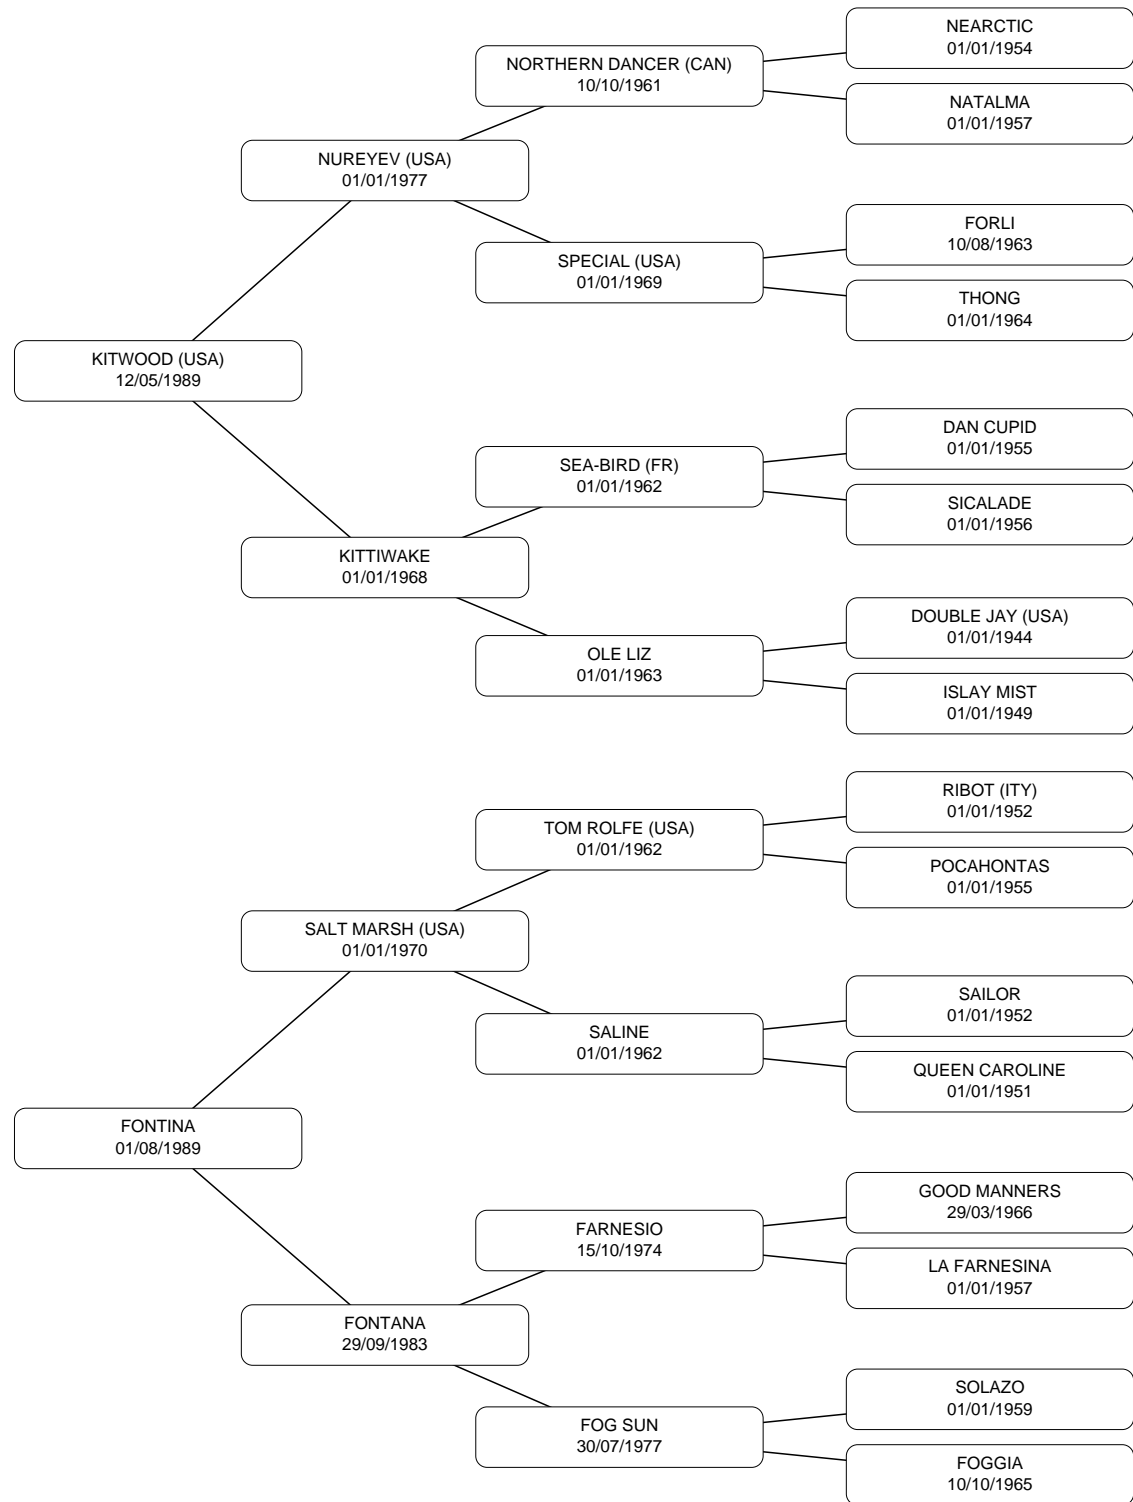 NEARCTIC
01/01/1954
NORTHERN DANCER (CAN)
10/10/1961
NATALMA
01/01/1957
NUREYEV (USA)
01/01/1977
FORLI
10/08/1963
SPECIAL (USA)
01/01/1969
THONG
01/01/1964
KITWOOD (USA)
12/05/1989
DAN CUPID
01/01/1955
SEA-BIRD (FR)
01/01/1962
SICALADE
01/01/1956
KITTIWAKE
01/01/1968
DOUBLE JAY (USA)
01/01/1944
OLE LIZ
01/01/1963
ISLAY MIST
01/01/1949
RIBOT (ITY)
01/01/1952
TOM ROLFE (USA)
01/01/1962
POCAHONTAS
01/01/1955
SALT MARSH (USA)
01/01/1970
SAILOR
01/01/1952
SALINE
01/01/1962
QUEEN CAROLINE
01/01/1951
FONTINA
01/08/1989
GOOD MANNERS
29/03/1966
FARNESIO
15/10/1974
LA FARNESINA
01/01/1957
FONTANA
29/09/1983
SOLAZO
01/01/1959
FOG SUN
30/07/1977
FOGGIA
10/10/1965